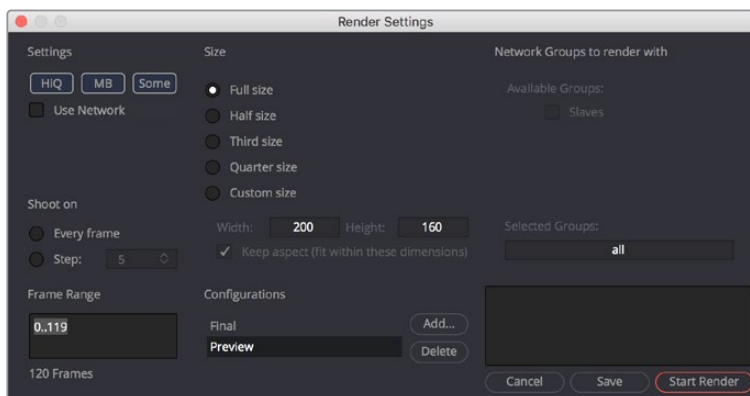 Render Settings
Settings
HiQ MB Some
Use Network
Shoot on
Every frame
Step: 5
Frame Range
0..119
120 Frames
Size
Full size
Half size
Third size
Quarter size
Custom size
Width: 200 Height: 160
Keep aspect (fit within these dimensions)
Configurations
Final
Preview
Add...
Delete
Network Groups to render with
Available Groups:
Slaves
Selected Groups:
all
Cancel Save Start Render